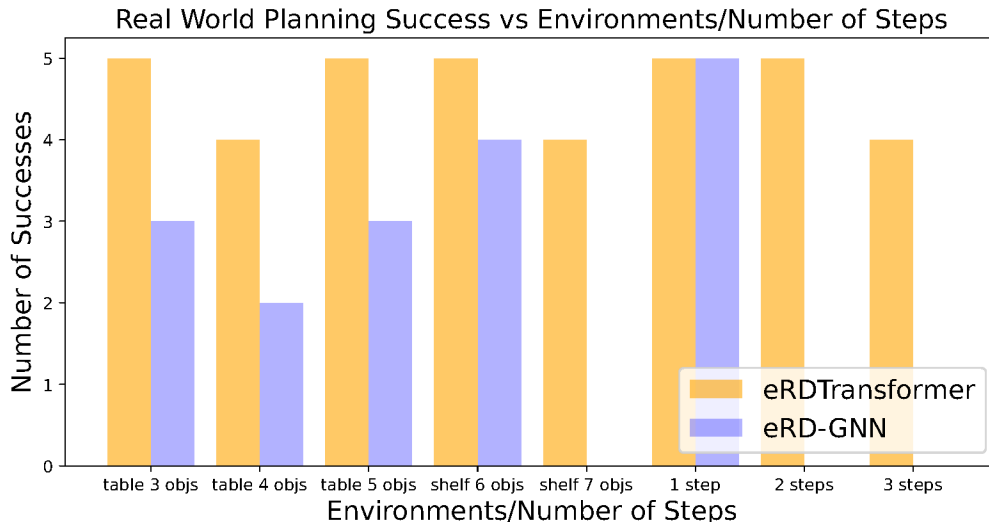 Real World Planning Success vs Environments/Number of Steps
Number of Successes
5
4
3
2
1
0
table 3 objs
table 4 objs
table 5 objs
shelf 6 objs
shelf 7 objs
1 step
2 steps
3 steps
Environments/Number of Steps
eRDTransformer
eRD-GNN